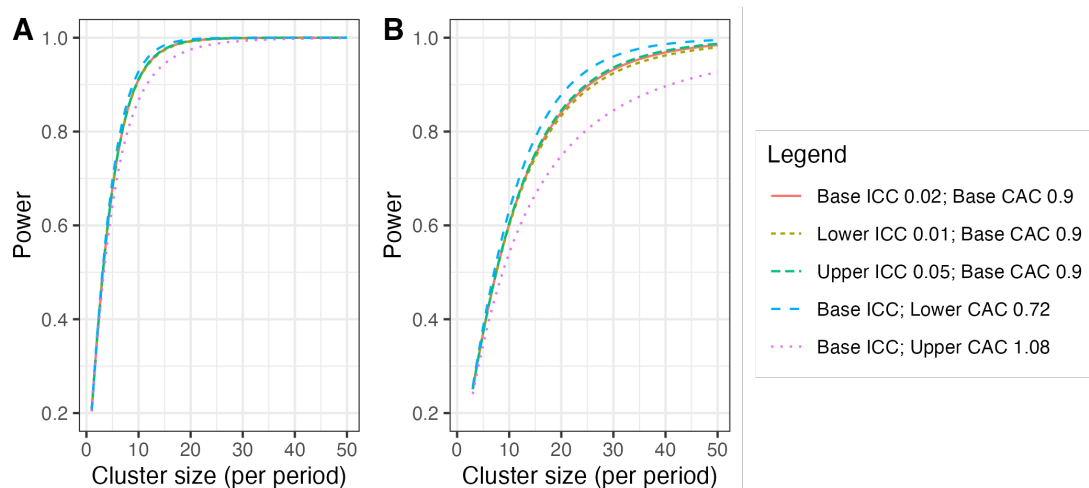 A
Power
1.0
0.8
0.6
0.4
0.2
0 10 20 30 40 50
Cluster size (per period)
B
Power
1.0
0.8
0.6
0.4
0.2
0 10 20 30 40 50
Cluster size (per period)
Legend
Base ICC 0.02; Base CAC 0.9
Lower ICC 0.01; Base CAC 0.9
Upper ICC 0.05; Base CAC 0.9
Base ICC; Lower CAC 0.72
Base ICC; Upper CAC 1.08